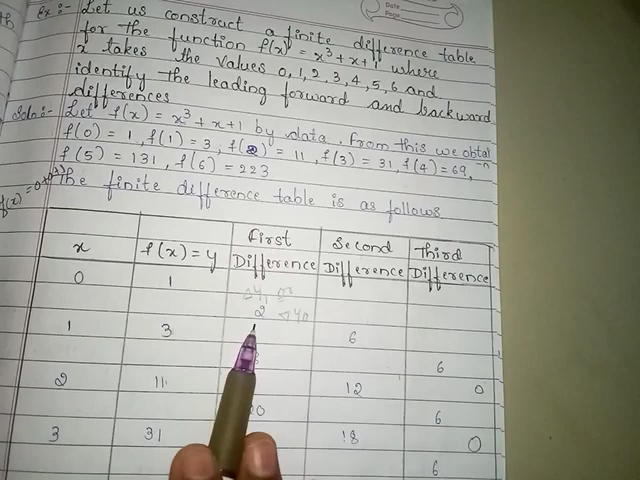 Date
Page
Ex :- Let us construct a finite difference table
for the function f(x) = x³ + x + 1, where
x takes the values 0, 1, 2, 3, 4, 5, 6 and
identify the leading forward and backward
differences
Soln:- Let f(x) = x³ + x + 1 by data. From this we obtai
-n
f(0) = 1, f(1) = 3, f(2) = 11, f(3) = 31, f(4) = 69,
f(5) = 131, f(6) = 223
The finite difference table is as follows
x f(x) = y First Difference Second Difference Third Difference
0 1
2
1 3 6
6
2 11 12 0
6
3 31 18 0
6